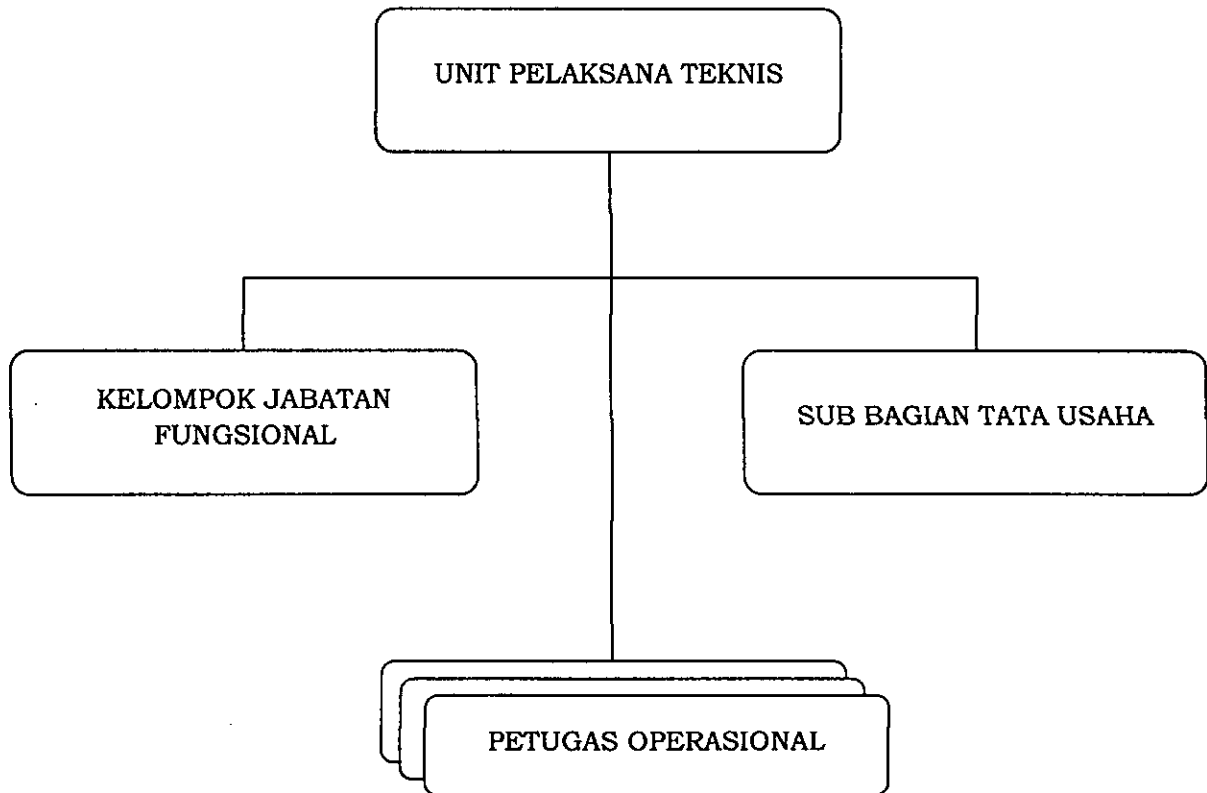 UNIT PELAKSANA TEKNIS
KELOMPOK JABATAN
FUNGSIONAL
SUB BAGIAN TATA USAHA
PETUGAS OPERASIONAL